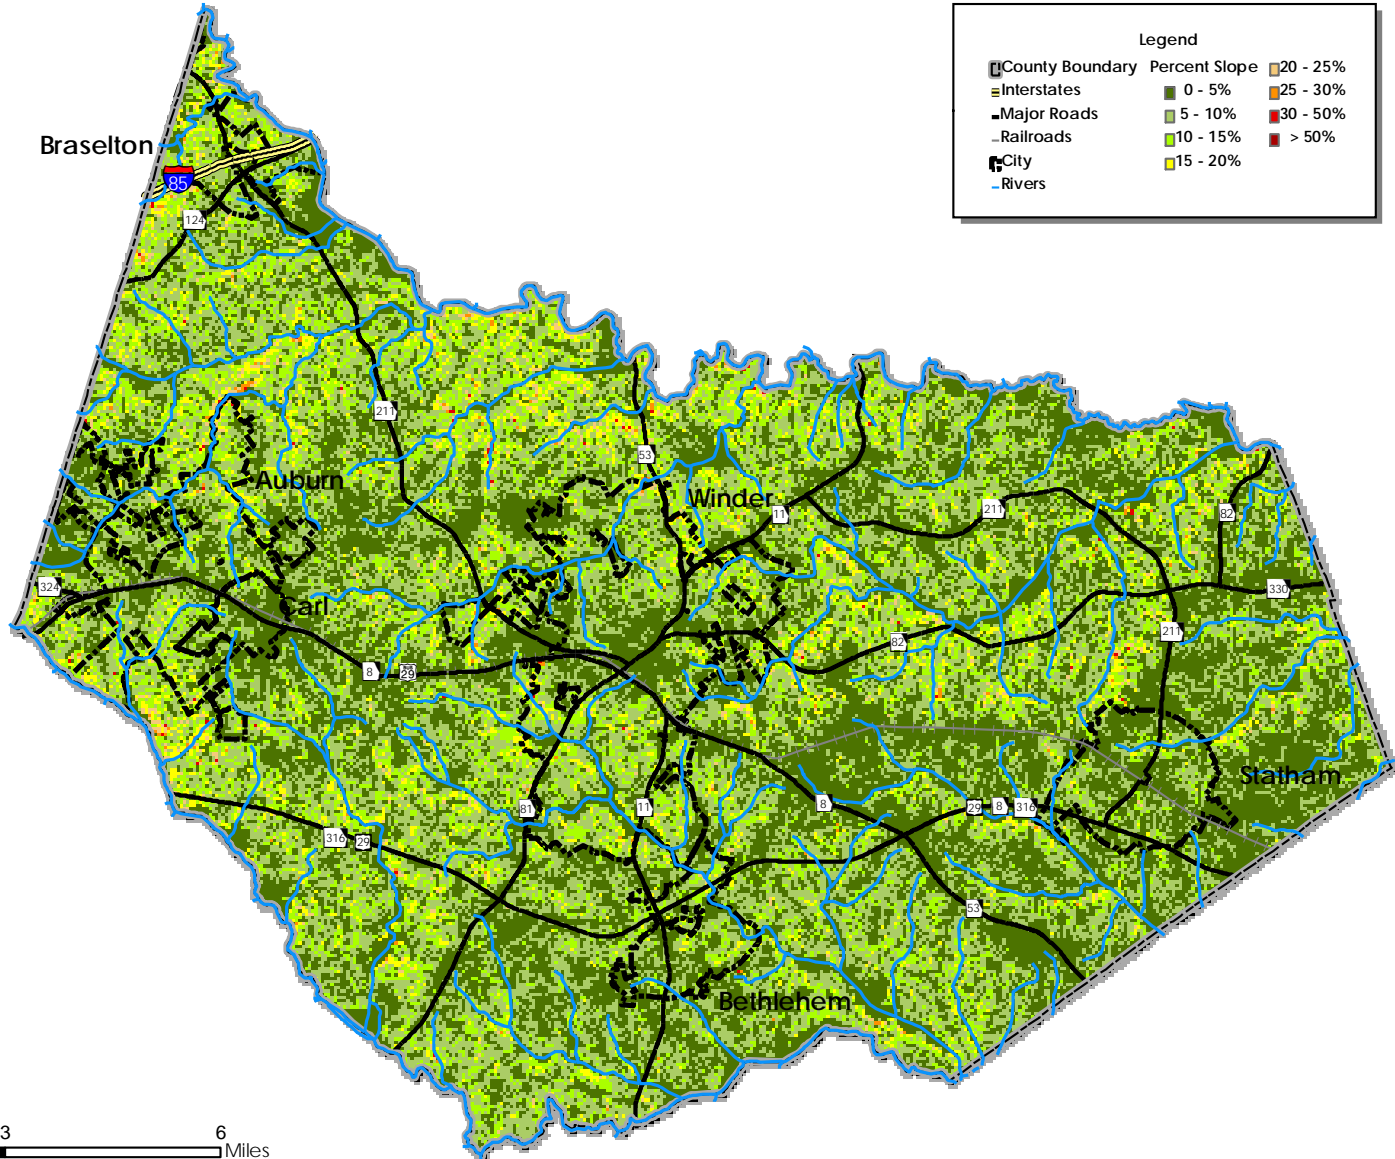 Legend
County Boundary
Interstates
Major Roads
Railroads
City
Rivers
Percent Slope
0 - 5%
5 - 10%
10 - 15%
15 - 20%
20 - 25%
25 - 30%
30 - 50%
> 50%
Braselton
85
124
211
53
Auburn
Winder
11
211
82
324
Carl
330
211
82
8
29
Statham
81
11
8
29
8
316
316
29
53
Bethlehem
3
6
Miles